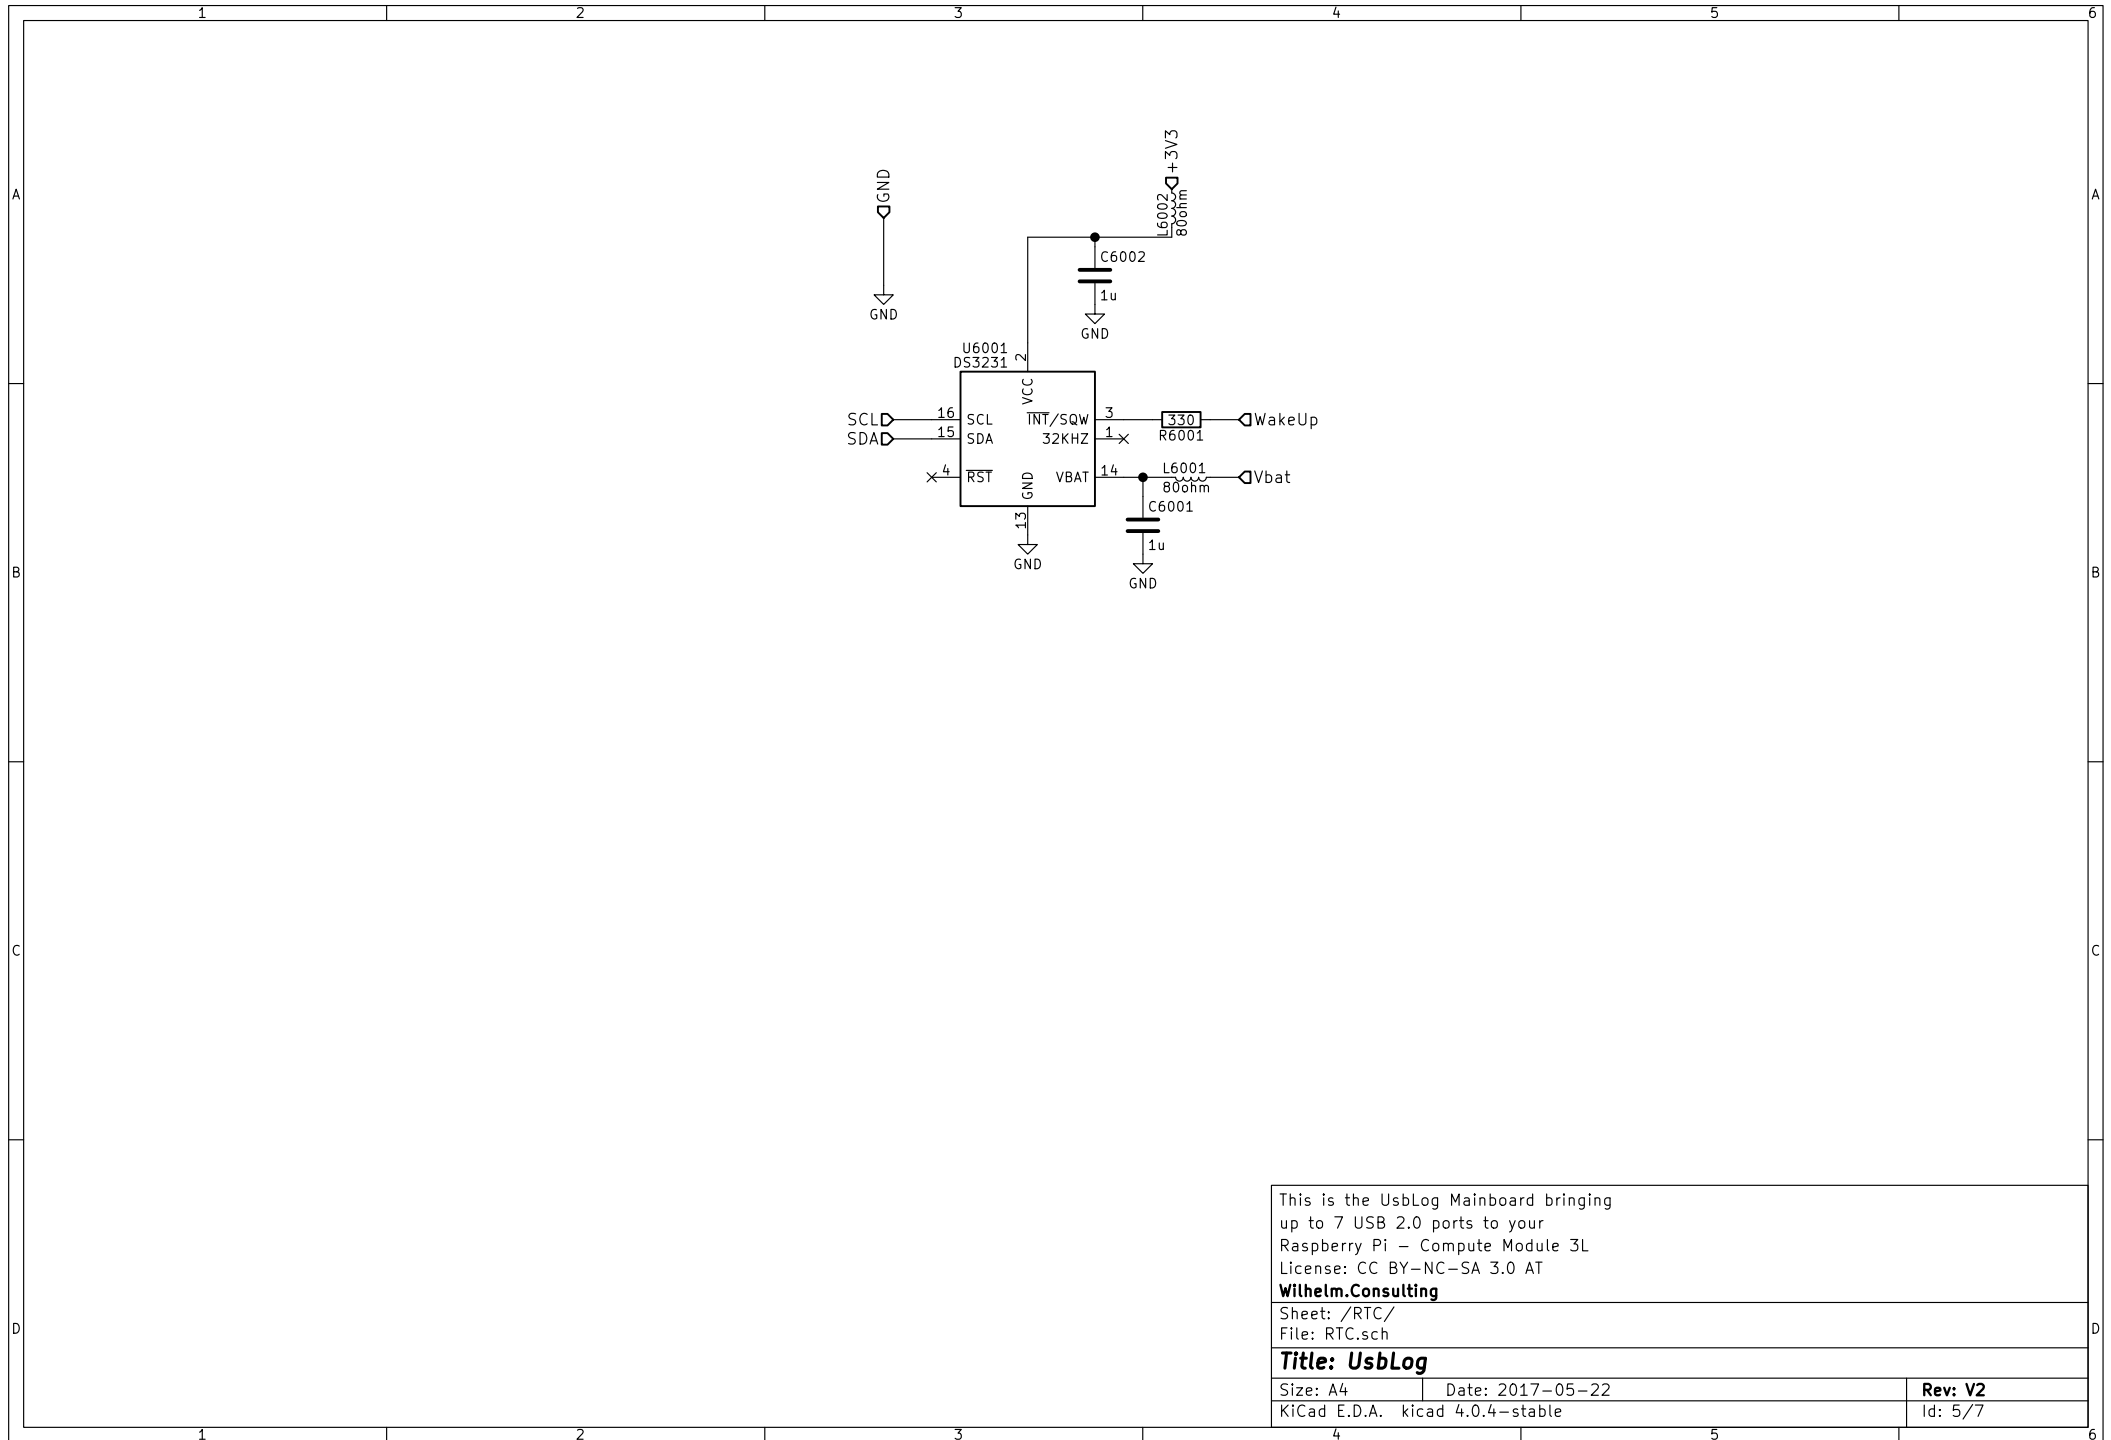 1 2 3 4 5 6
A A
B B
C C
D D
+3V3
GND
L6002
80ohm
C6002
1u
GND
GND
U6001
DS3231
2
VCC
SCL 16 SCL
SDA 15 SDA
4 RST
INT/SQW 3 330 WakeUp
R6001
32KHZ 1
VBAT 14 L6001 Vbat
80ohm
GND
13
GND
C6001
1u
GND
This is the UsbLog Mainboard bringing
up to 7 USB 2.0 ports to your
Raspberry Pi – Compute Module 3L
License: CC BY–NC–SA 3.0 AT
Wilhelm.Consulting
Sheet: /RTC/
File: RTC.sch
Title: UsbLog
Size: A4 Date: 2017–05–22 Rev: V2
KiCad E.D.A. kicad 4.0.4–stable Id: 5/7
1 2 3 4 5 6